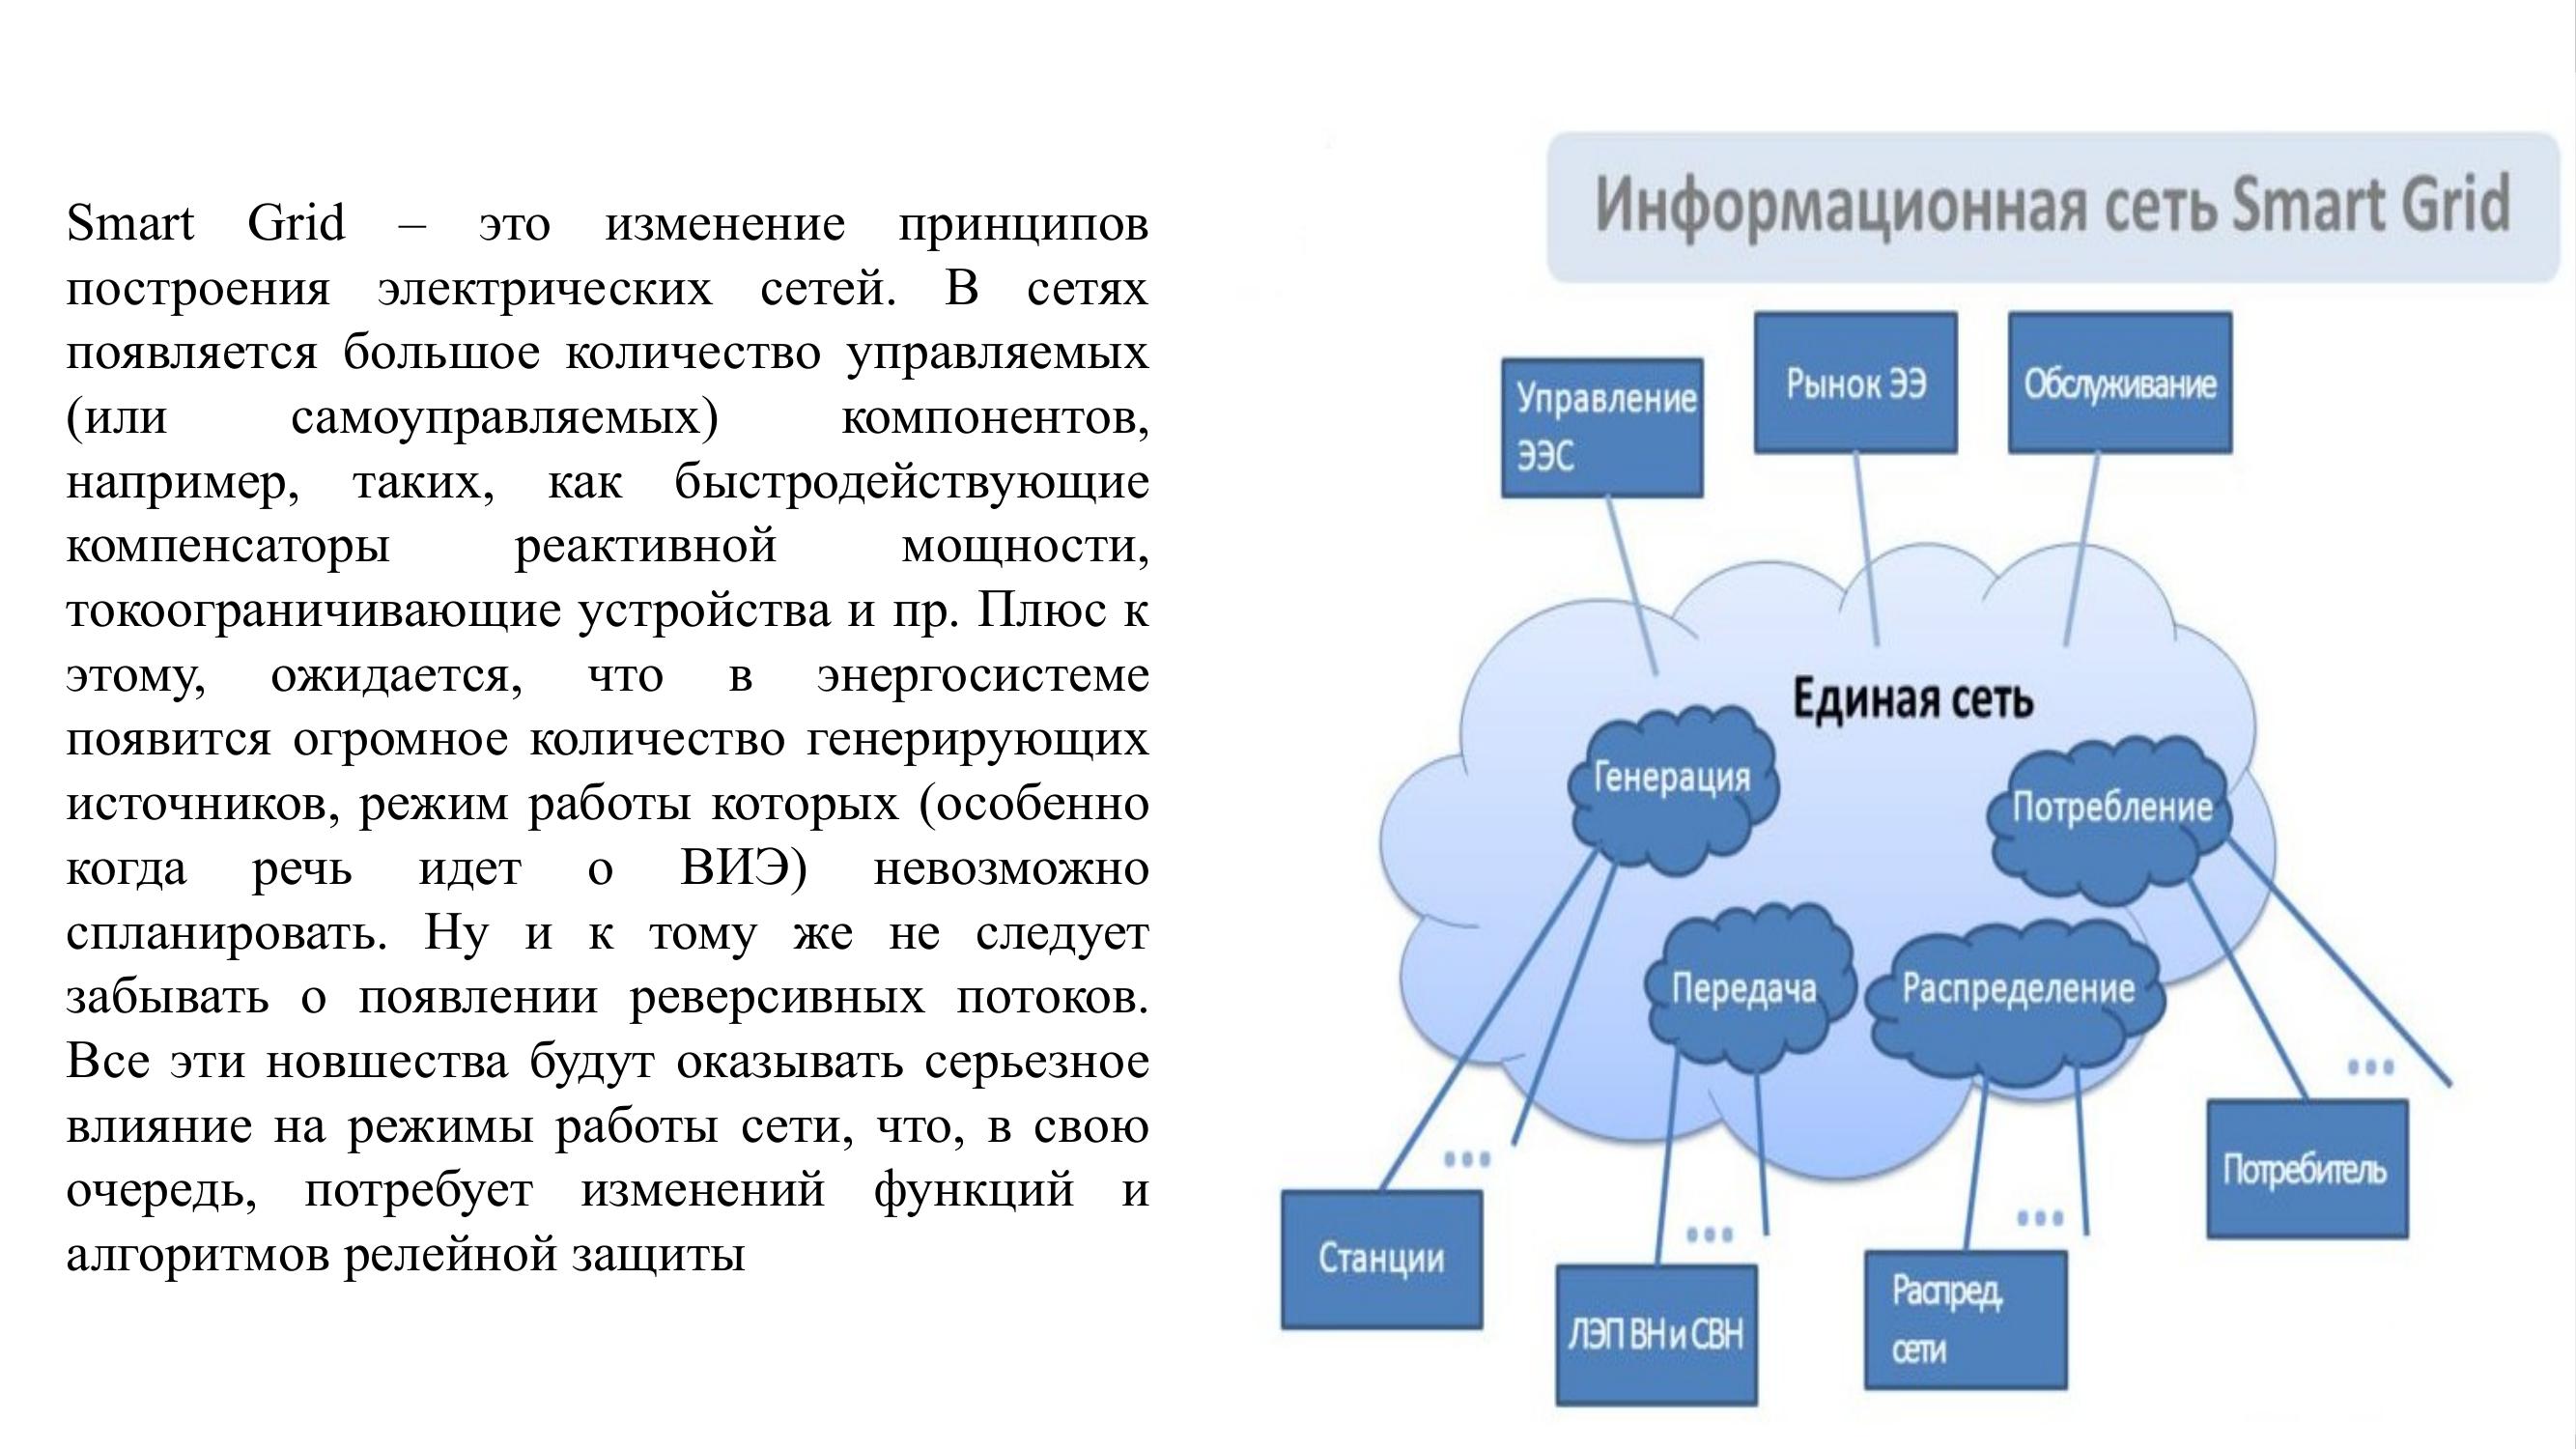 Smart Grid – это изменение принципов
построения электрических сетей. В сетях
появляется большое количество управляемых
(или самоуправляемых) компонентов,
например, таких, как быстродействующие
компенсаторы реактивной мощности,
токоограничивающие устройства и пр. Плюс к
этому, ожидается, что в энергосистеме
появится огромное количество генерирующих
источников, режим работы которых (особенно
когда речь идет о ВИЭ) невозможно
спланировать. Ну и к тому же не следует
забывать о появлении реверсивных потоков.
Все эти новшества будут оказывать серьезное
влияние на режимы работы сети, что, в свою
очередь, потребует изменений функций и
алгоритмов релейной защиты
Информационная сеть Smart Grid
Управление
ЭЭС
Рынок ЭЭ
Обслуживание
Единая сеть
Генерация
Потребление
Передача
Распределение
...
...
...
...
Потребитель
Станции
ЛЭП ВН и СВН
Распред.
сети